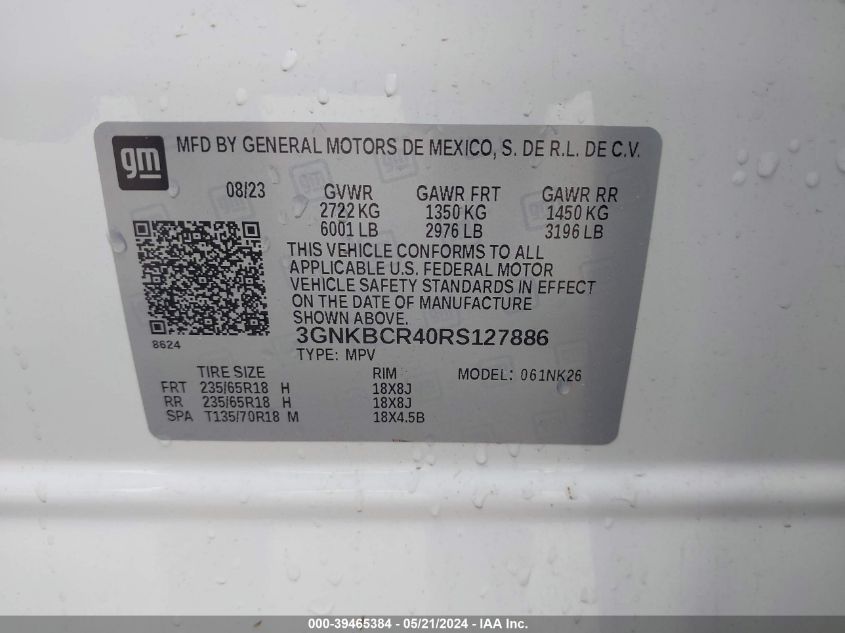 gm
MFD BY GENERAL MOTORS DE MEXICO, S. DE R.L. DE C.V.
08/23 GVWR GAWR FRT GAWR RR
2722 KG 1350 KG 1450 KG
6001 LB 2976 LB 3196 LB
THIS VEHICLE CONFORMS TO ALL
APPLICABLE U.S. FEDERAL MOTOR
VEHICLE SAFETY STANDARDS IN EFFECT
ON THE DATE OF MANUFACTURE
SHOWN ABOVE.
3GNKBCR40RS127886
8624
TYPE: MPV
TIRE SIZE RIM MODEL: 061NK26
FRT 235/65R18 H 18X8J
RR 235/65R18 H 18X8J
SPA T135/70R18 M 18X4.5B
000-39465384 - 05/21/2024 - IAA Inc.